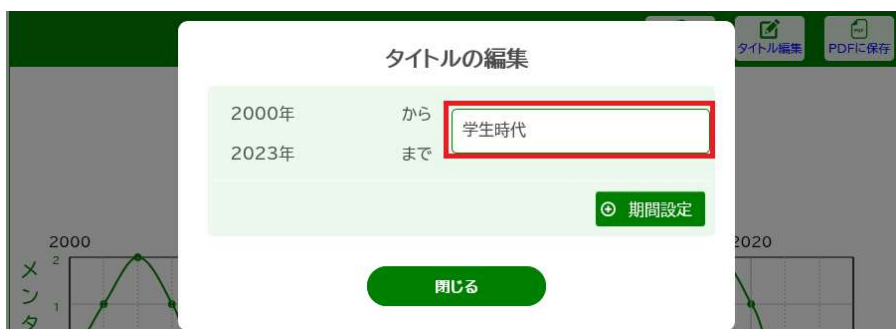 タイトル編集
PDFに保存
タイトルの編集
2000年 から
2023年 まで
学生時代
期間設定
閉じる
2000
2020
2
1
メンタ